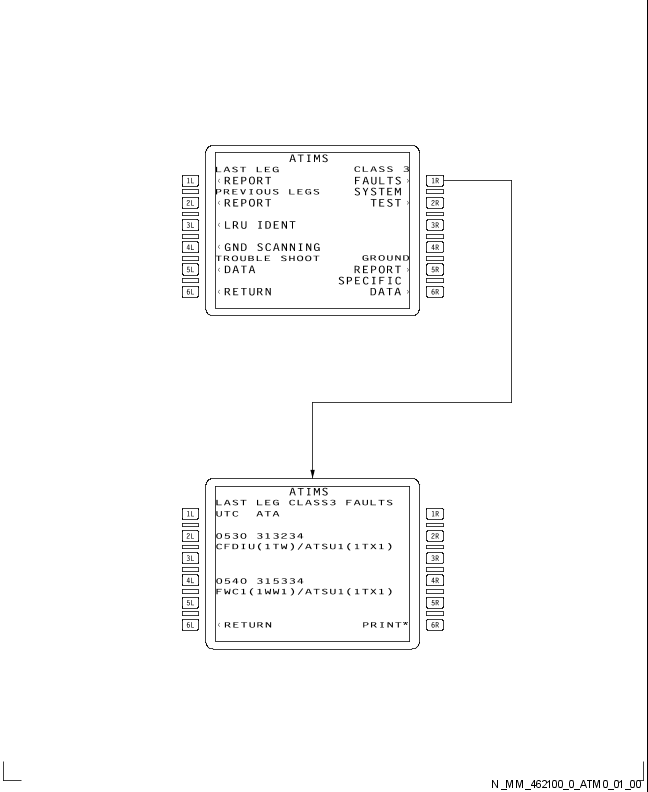 ATIMS
LAST LEG CLASS 3
1L ‹REPORT FAULTS› 1R
PREVIOUS LEGS SYSTEM
2L ‹REPORT TEST› 2R
3L ‹LRU IDENT 3R
4L ‹GND SCANNING 4R
TROUBLE SHOOT GROUND
5L ‹DATA REPORT› 5R
SPECIFIC
6L ‹RETURN DATA› 6R
ATIMS
LAST LEG CLASS3 FAULTS
1L UTC ATA 1R
2L 0530 313234 2R
CFDIU(1TW)/ATSU1(1TX1)
3L 3R
4L 0540 315334 4R
FWC1(1WW1)/ATSU1(1TX1)
5L 5R
6L ‹RETURN PRINT* 6R
N_MM_462100_0_ATM0_01_00